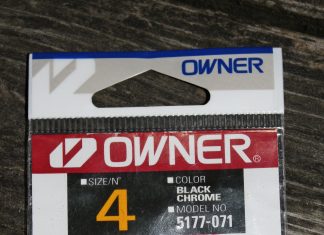 OWNER
OWNER®
SIZE/N°
4
COLOR
BLACK
CHROME
MODEL NO
5177-071